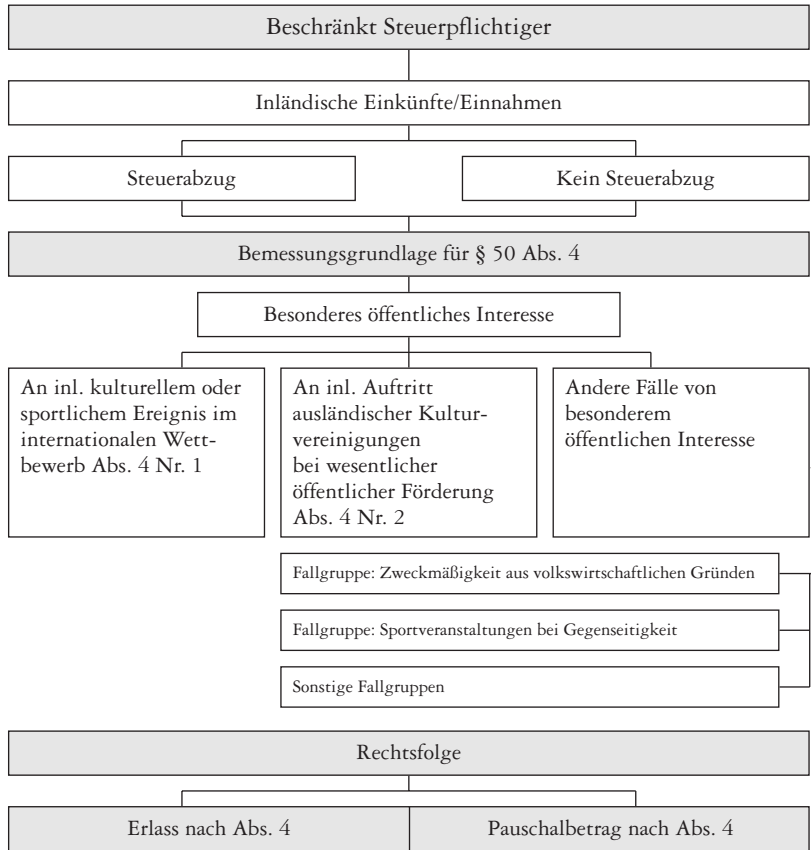 Beschränkt Steuerpflichtiger
Inländische Einkünfte/Einnahmen
Steuerabzug
Kein Steuerabzug
Bemessungsgrundlage für § 50 Abs. 4
Besonderes öffentliches Interesse
An inl. kulturellem oder
sportlichem Ereignis im
internationalen Wett-
bewerb Abs. 4 Nr. 1
An inl. Auftritt
ausländischer Kultur-
vereinigungen
bei wesentlicher
öffentlicher Förderung
Abs. 4 Nr. 2
Andere Fälle von
besonderem
öffentlichen Interesse
Fallgruppe: Zweckmäßigkeit aus volkswirtschaftlichen Gründen
Fallgruppe: Sportveranstaltungen bei Gegenseitigkeit
Sonstige Fallgruppen
Rechtsfolge
Erlass nach Abs. 4
Pauschalbetrag nach Abs. 4